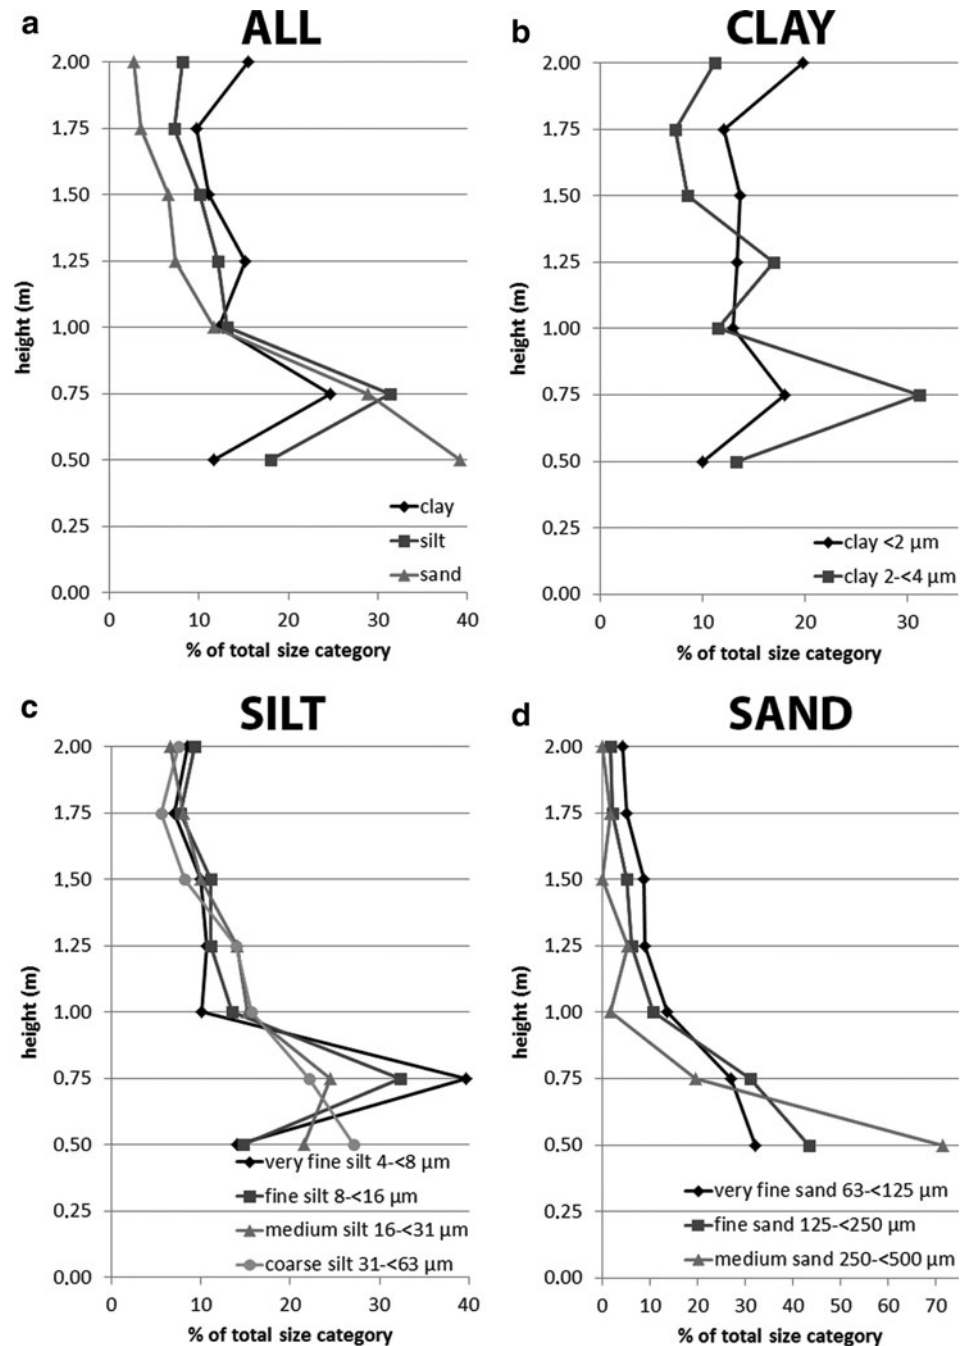 a ALL
2.00
1.75
1.50
1.25
1.00
0.75
0.50
0.25
0.00
height (m)
clay
silt
sand
0 10 20 30 40
% of total size category
b CLAY
2.00
1.75
1.50
1.25
1.00
0.75
0.50
0.25
0.00
height (m)
clay <2 µm
clay 2-<4 µm
0 10 20 30
% of total size category
c SILT
2.00
1.75
1.50
1.25
1.00
0.75
0.50
0.25
0.00
height (m)
very fine silt 4-<8 µm
fine silt 8-<16 µm
medium silt 16-<31 µm
coarse silt 31-<63 µm
0 10 20 30 40
% of total size category
d SAND
2.00
1.75
1.50
1.25
1.00
0.75
0.50
0.25
0.00
height (m)
very fine sand 63-<125 µm
fine sand 125-<250 µm
medium sand 250-<500 µm
0 10 20 30 40 50 60 70
% of total size category